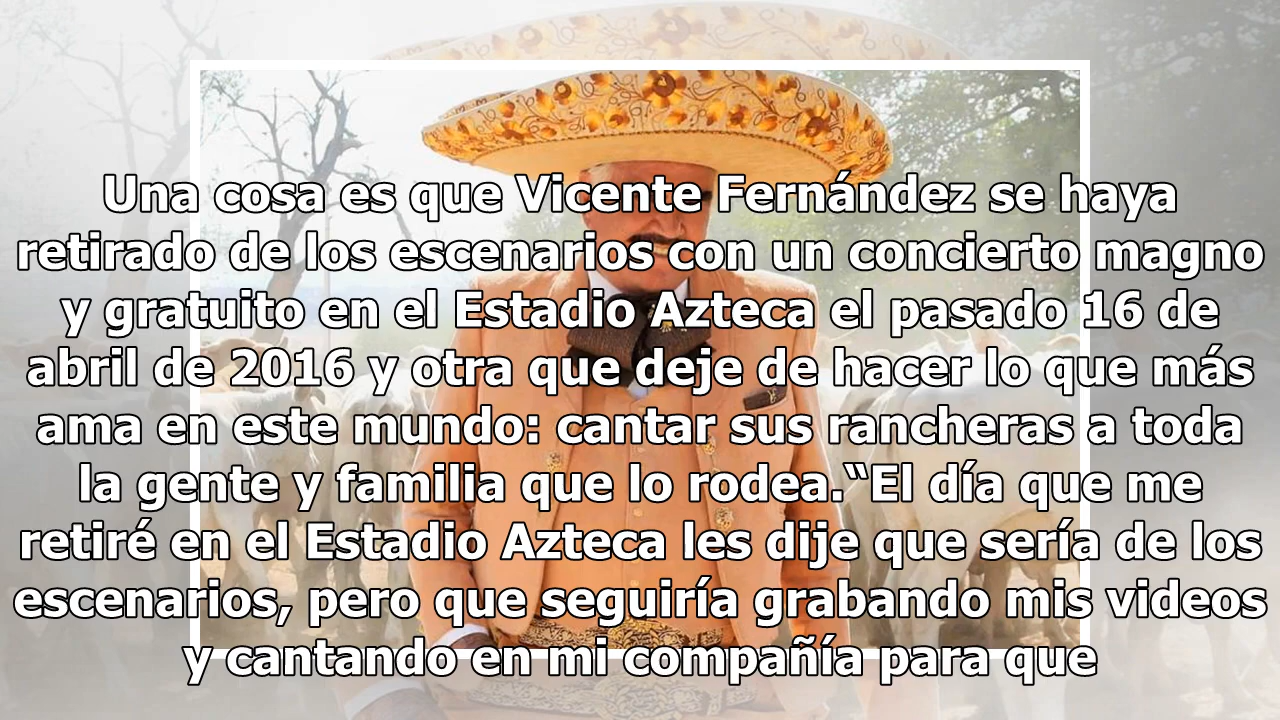 Una cosa es que Vicente Fernández se haya
retirado de los escenarios con un concierto magno
y gratuito en el Estadio Azteca el pasado 16 de
abril de 2016 y otra que deje de hacer lo que más
ama en este mundo: cantar sus rancheras a toda
la gente y familia que lo rodea.“El día que me
retiré en el Estadio Azteca les dije que sería de los
escenarios, pero que seguiría grabando mis videos
y cantando en mi compañía para que